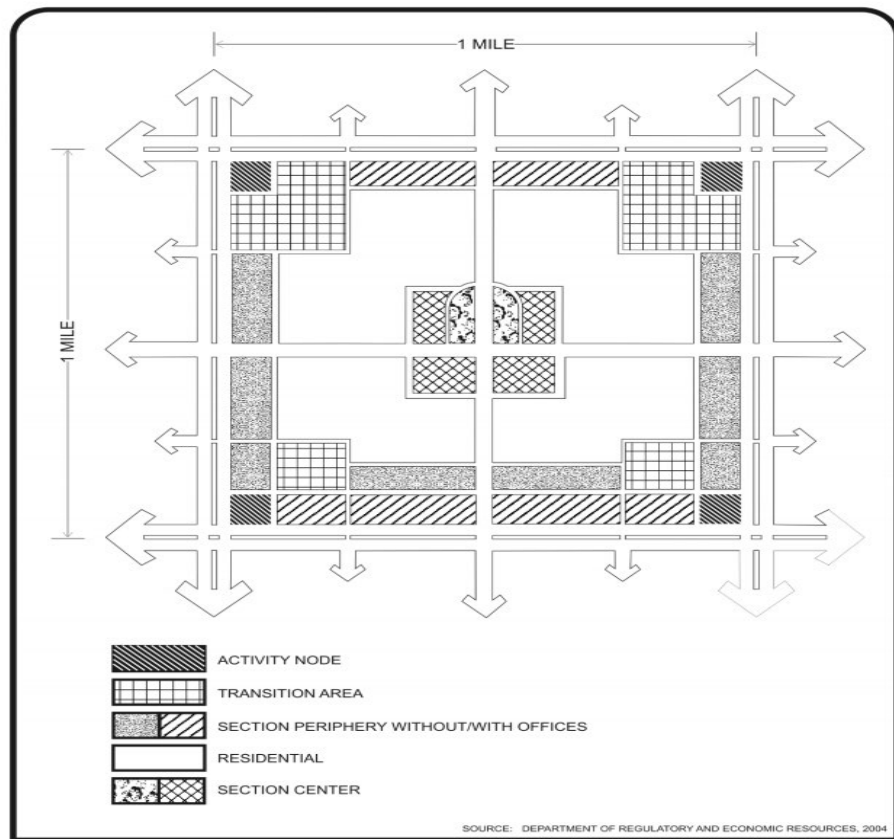 1 MILE
1 MILE
ACTIVITY NODE
TRANSITION AREA
SECTION PERIPHERY WITHOUT/WITH OFFICES
RESIDENTIAL
SECTION CENTER
SOURCE: DEPARTMENT OF REGULATORY AND ECONOMIC RESOURCES, 2004